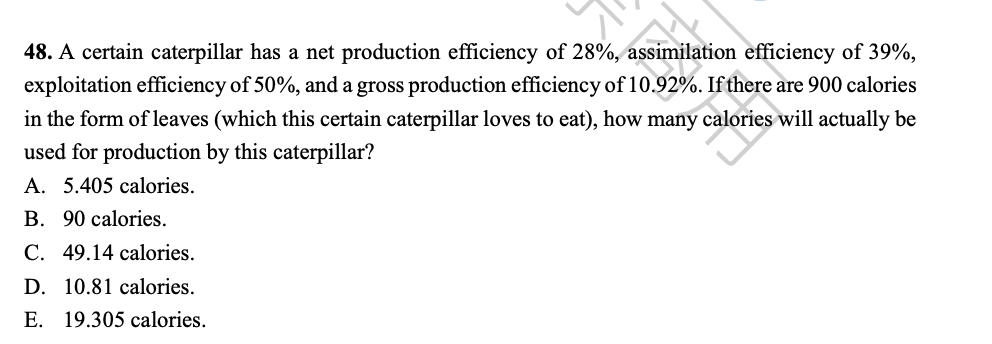 48. A certain caterpillar has a net production efficiency of 28%, assimilation efficiency of 39%,
exploitation efficiency of 50%, and a gross production efficiency of 10.92%. If there are 900 calories
in the form of leaves (which this certain caterpillar loves to eat), how many calories will actually be
used for production by this caterpillar?
A. 5.405 calories.
B. 90 calories.
C. 49.14 calories.
D. 10.81 calories.
E. 19.305 calories.
商用